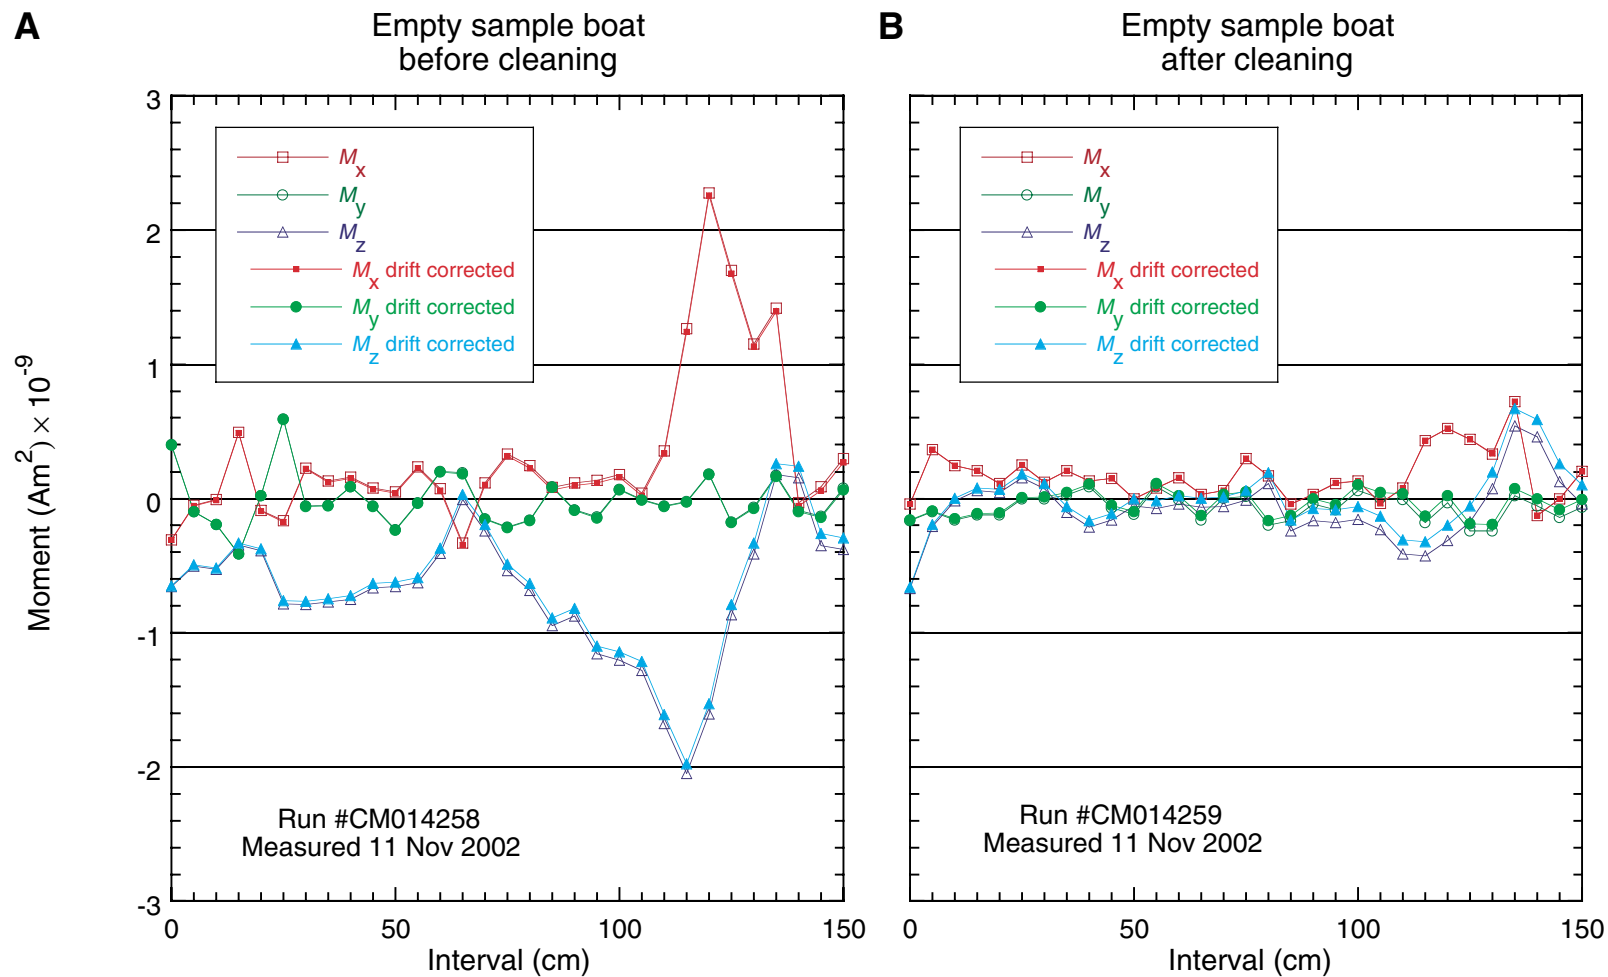 A
Empty sample boat
before cleaning
Moment (Am²) × 10⁻⁹
3
2
1
0
-1
-2
-3
Mx
My
Mz
Mx drift corrected
My drift corrected
Mz drift corrected
Run #CM014258
Measured 11 Nov 2002
0
50
100
150
Interval (cm)
B
Empty sample boat
after cleaning
Mx
My
Mz
Mx drift corrected
My drift corrected
Mz drift corrected
Run #CM014259
Measured 11 Nov 2002
0
50
100
150
Interval (cm)